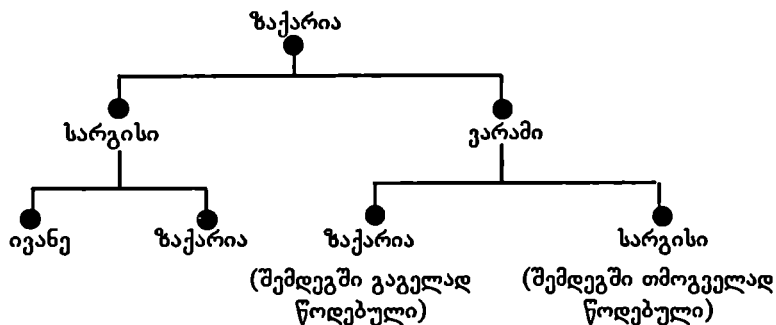 ზაქარია
სარგისი ვარამი
ივანე ზაქარია ზაქარია სარგისი
(შემდეგში გაგელად (შემდეგში თმოგველად
წოდებული) წოდებული)